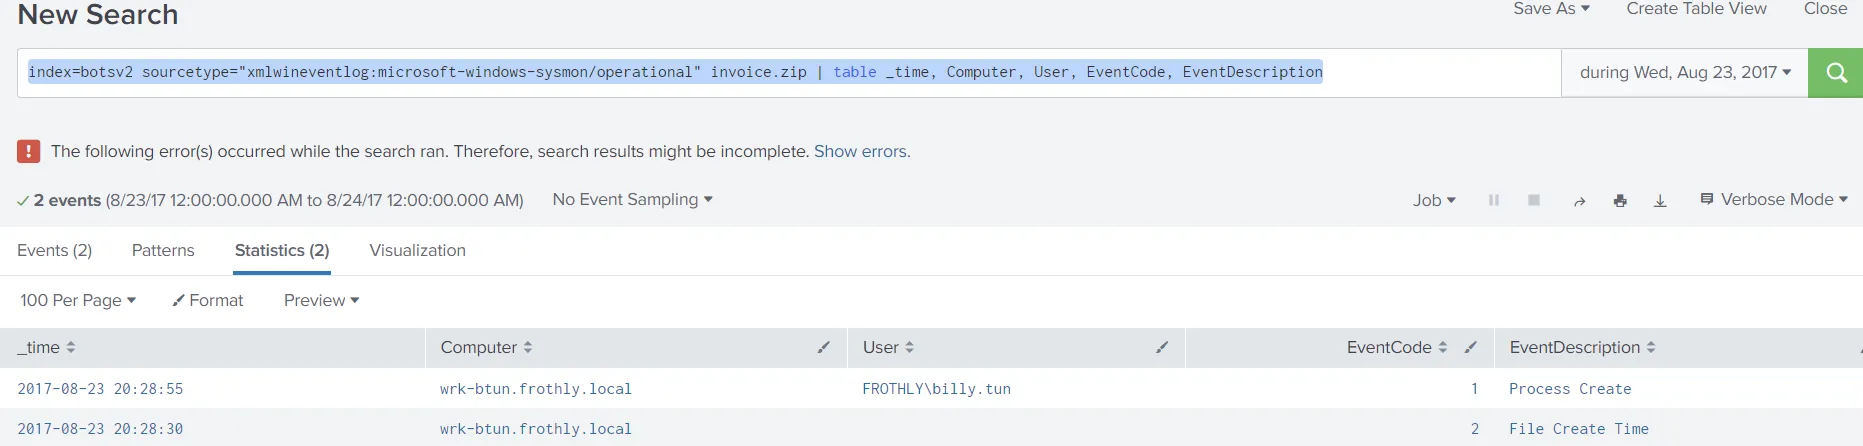 New Search
Save As Create Table View Close
index=botsv2 sourcetype="xmlwineventlog:microsoft-windows-sysmon/operational" invoice.zip | table _time, Computer, User, EventCode, EventDescription
during Wed, Aug 23, 2017
! The following error(s) occurred while the search ran. Therefore, search results might be incomplete. Show errors.
2 events (8/23/17 12:00:00.000 AM to 8/24/17 12:00:00.000 AM) No Event Sampling Job Verbose Mode
Events (2) Patterns Statistics (2) Visualization
100 Per Page Format Preview
_time Computer User EventCode EventDescription
2017-08-23 20:28:55 wrk-btun.frothly.local FROTHLY\billy.tun 1 Process Create
2017-08-23 20:28:30 wrk-btun.frothly.local 2 File Create Time